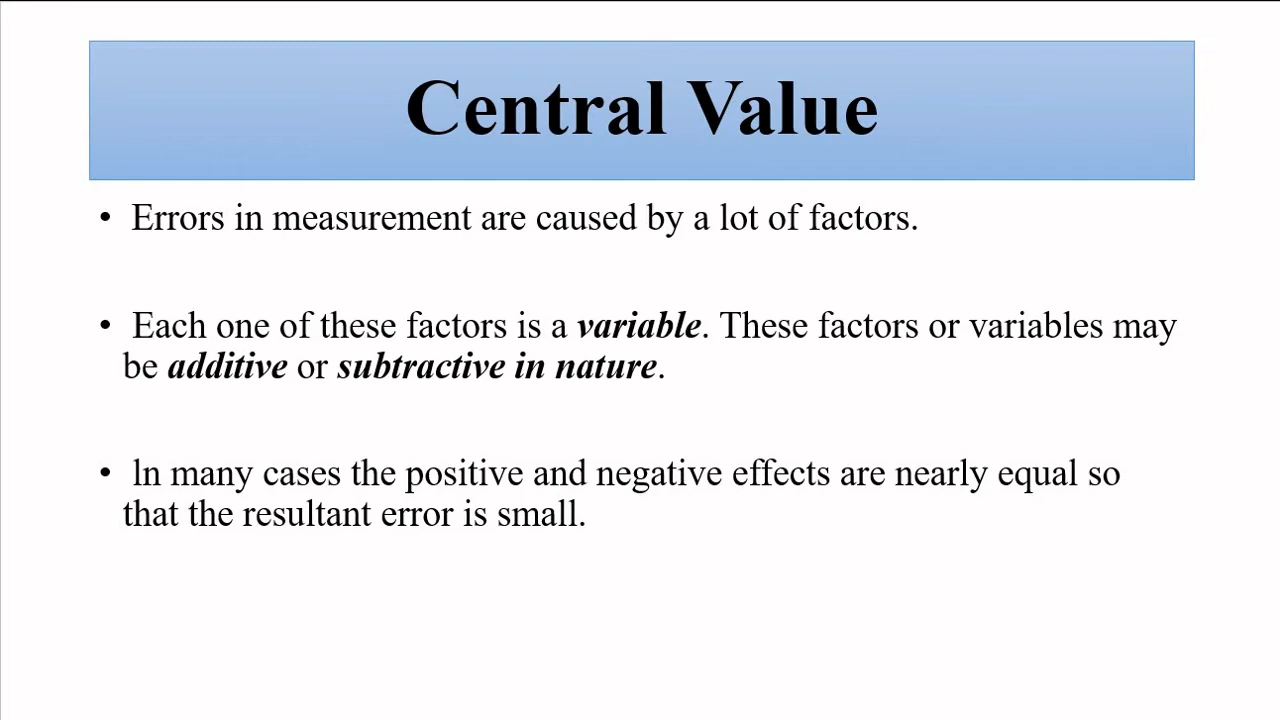 Central Value
• Errors in measurement are caused by a lot of factors.
• Each one of these factors is a variable. These factors or variables may
be additive or subtractive in nature.
• ln many cases the positive and negative effects are nearly equal so
that the resultant error is small.